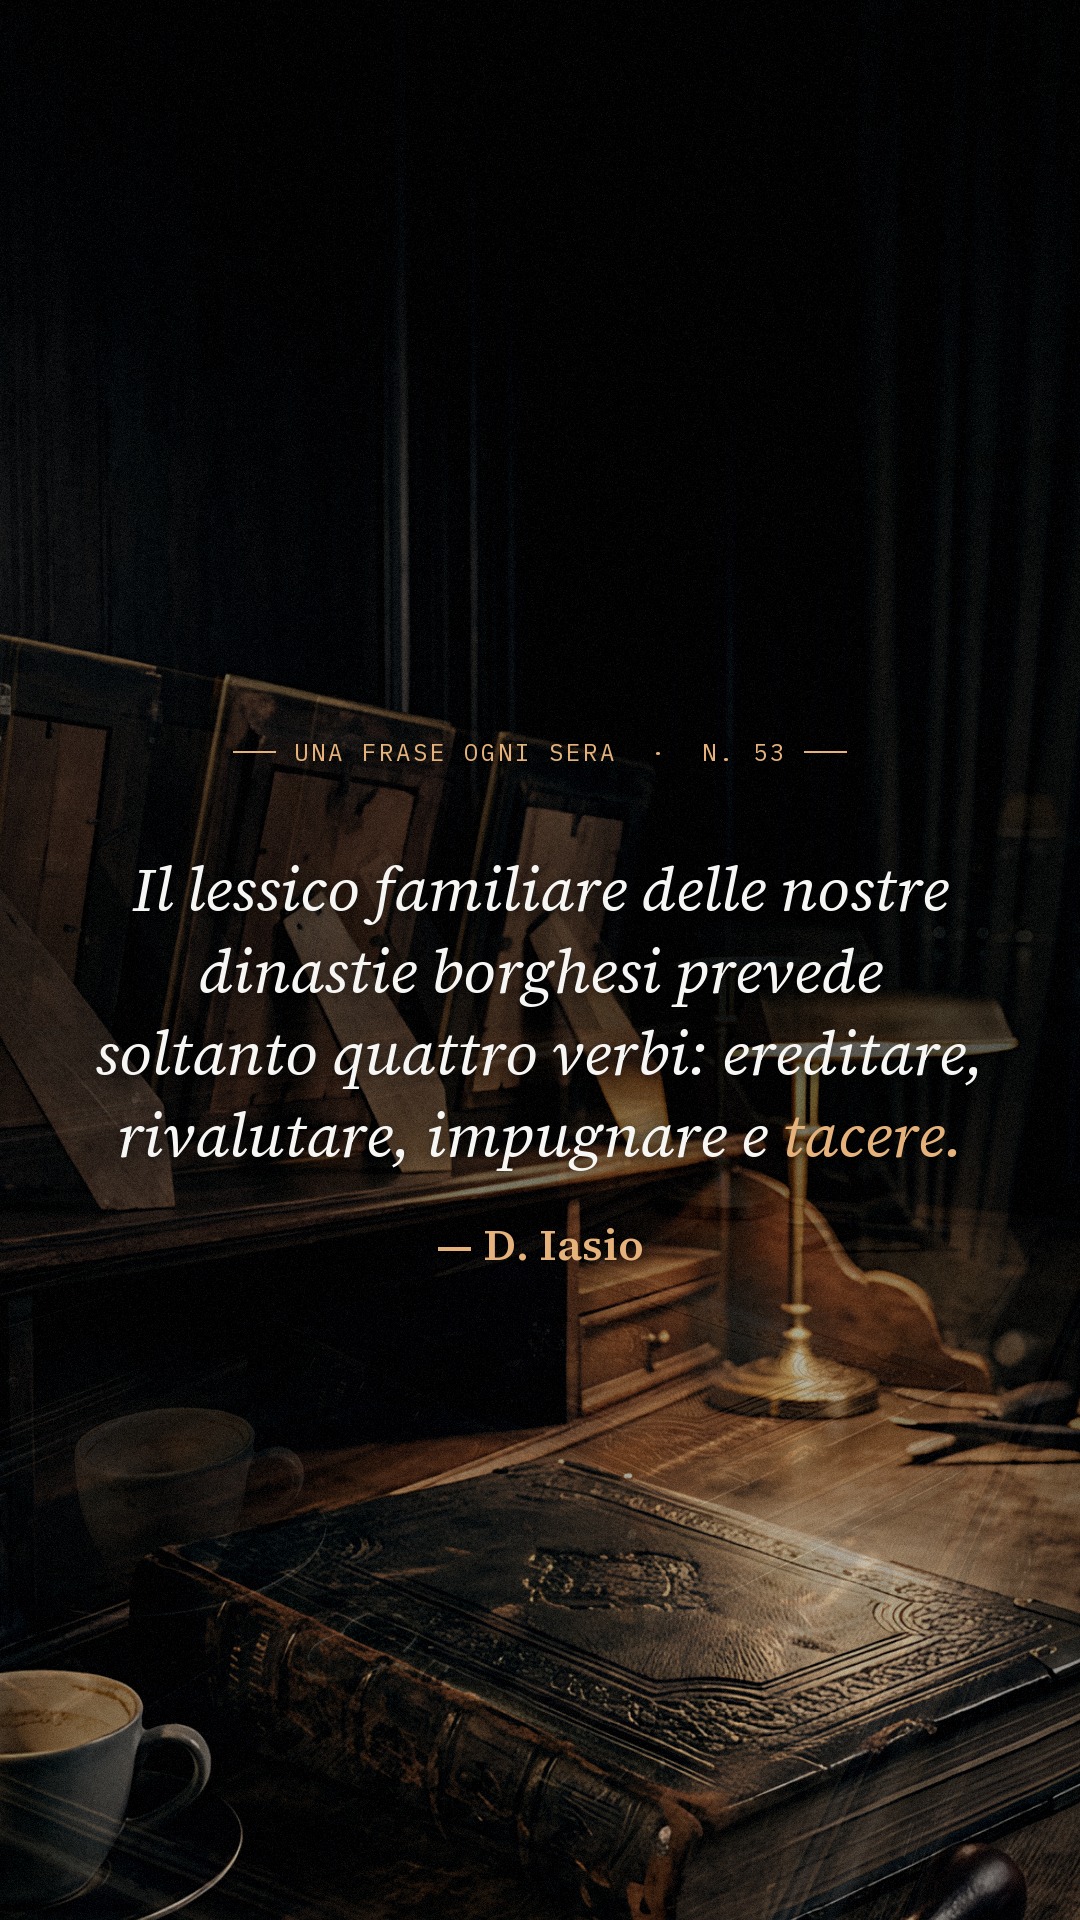 UNA FRASE OGNI SERA · N. 53
Il lessico familiare delle nostre
dinastie borghesi prevede
soltanto quattro verbi: ereditare,
rivalutare, impugnare e tacere.
— D. Iasio